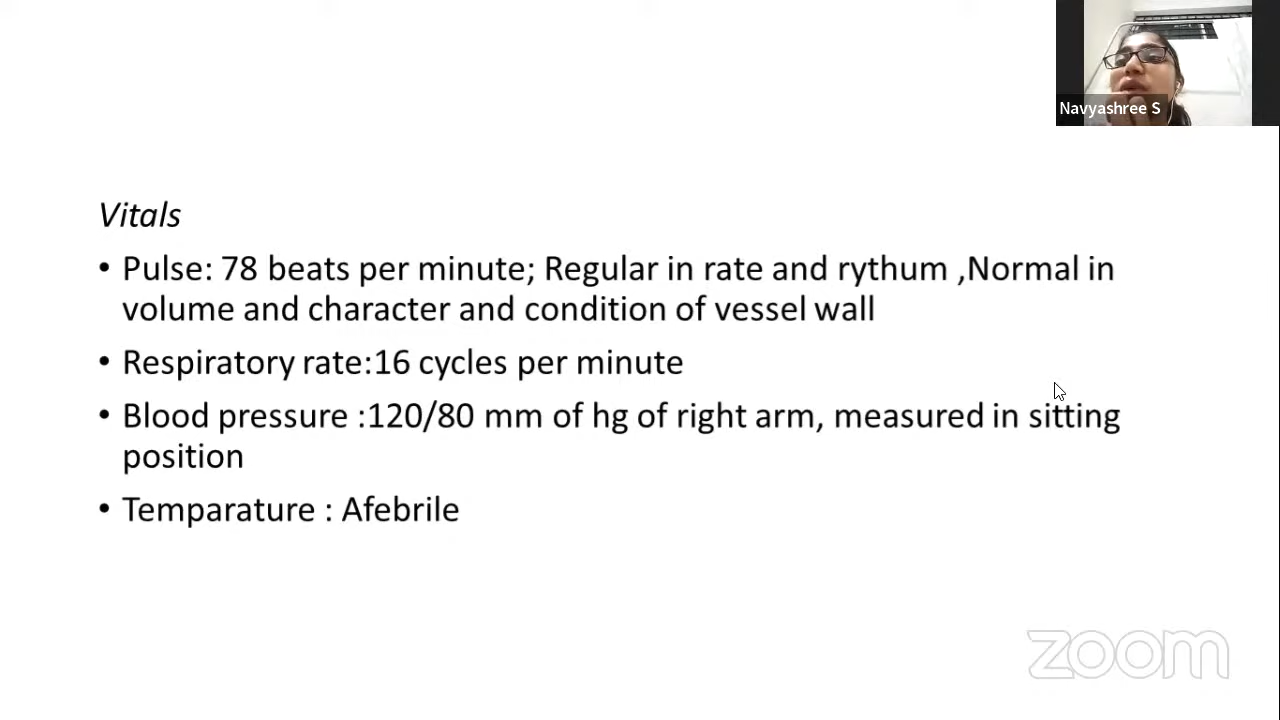 Navyashree S
Vitals
• Pulse: 78 beats per minute; Regular in rate and rythum ,Normal in
volume and character and condition of vessel wall
• Respiratory rate:16 cycles per minute
• Blood pressure :120/80 mm of hg of right arm, measured in sitting
position
• Temparature : Afebrile
zoom